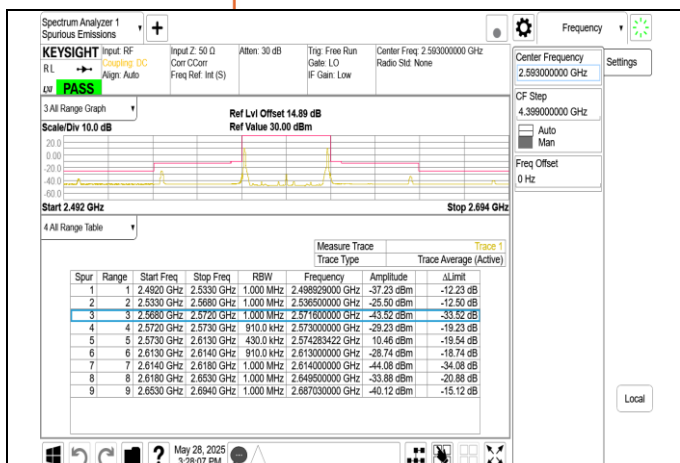 Spectrum Analyzer 1
Spurious Emissions
Frequency
KEYSIGHT
RL
LXI
PASS
Input: RF
Coupling: DC
Align: Auto
Input Z: 50 Ω
Corr CCorr
Freq Ref: Int (S)
Atten: 30 dB
Trig: Free Run
Gate: LO
IF Gain: Low
Center Freq: 2.593000000 GHz
Radio Std: None
Center Frequency
2.593000000 GHz
Settings
CF Step
4.399000000 GHz
Auto
Man
Freq Offset
0 Hz
3 All Range Graph
Scale/Div 10.0 dB
Ref Lvl Offset 14.89 dB
Ref Value 30.00 dBm
20.0
0.00
-20.0
-40.0
-60.0
Start 2.492 GHz
Stop 2.694 GHz
4 All Range Table
Measure Trace Trace 1
Trace Type Trace Average (Active)
Spur Range Start Freq Stop Freq RBW Frequency Amplitude ΔLimit
1 1 2.4920 GHz 2.5330 GHz 1.000 MHz 2.498929000 GHz -37.23 dBm -12.23 dB
2 2 2.5330 GHz 2.5680 GHz 1.000 MHz 2.536500000 GHz -25.50 dBm -12.50 dB
3 3 2.5680 GHz 2.5720 GHz 1.000 MHz 2.571600000 GHz -43.52 dBm -33.52 dB
4 4 2.5720 GHz 2.5730 GHz 910.0 kHz 2.573000000 GHz -29.23 dBm -19.23 dB
5 5 2.5730 GHz 2.6130 GHz 430.0 kHz 2.574283422 GHz 10.46 dBm -19.54 dB
6 6 2.6130 GHz 2.6140 GHz 910.0 kHz 2.613000000 GHz -28.74 dBm -18.74 dB
7 7 2.6140 GHz 2.6180 GHz 1.000 MHz 2.614000000 GHz -44.08 dBm -34.08 dB
8 8 2.6180 GHz 2.6530 GHz 1.000 MHz 2.649500000 GHz -33.88 dBm -20.88 dB
9 9 2.6530 GHz 2.6940 GHz 1.000 MHz 2.687030000 GHz -40.12 dBm -15.12 dB
Local
?
May 28, 2025
3:28:07 PM